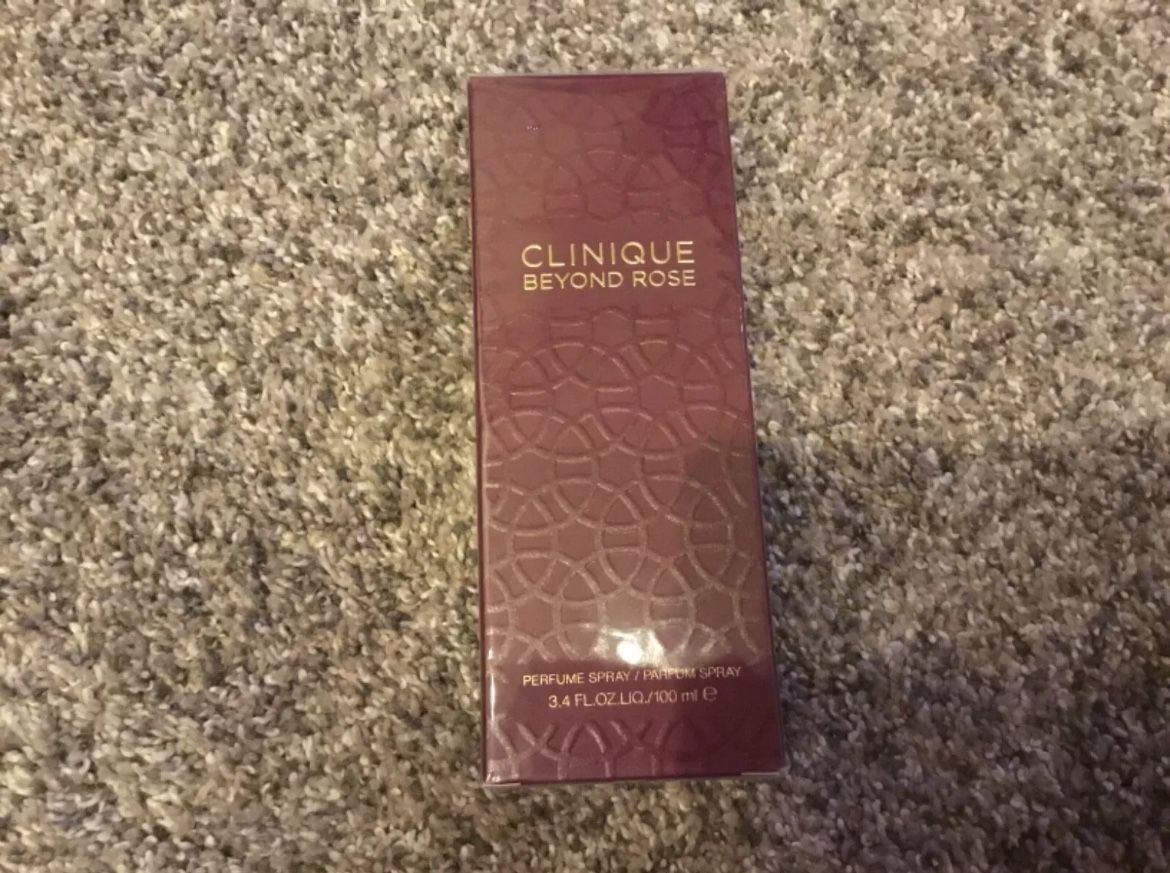 CLINIQUE
BEYOND ROSE
PERFUME SPRAY / PARFUM SPRAY
3.4 FL.OZ.LIQ./100 ml ℮